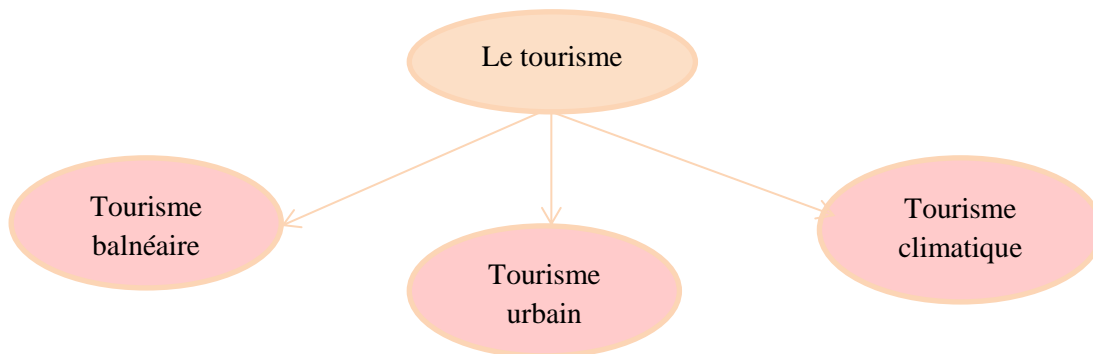 Le tourisme
Tourisme
balnéaire
Tourisme
urbain
Tourisme
climatique